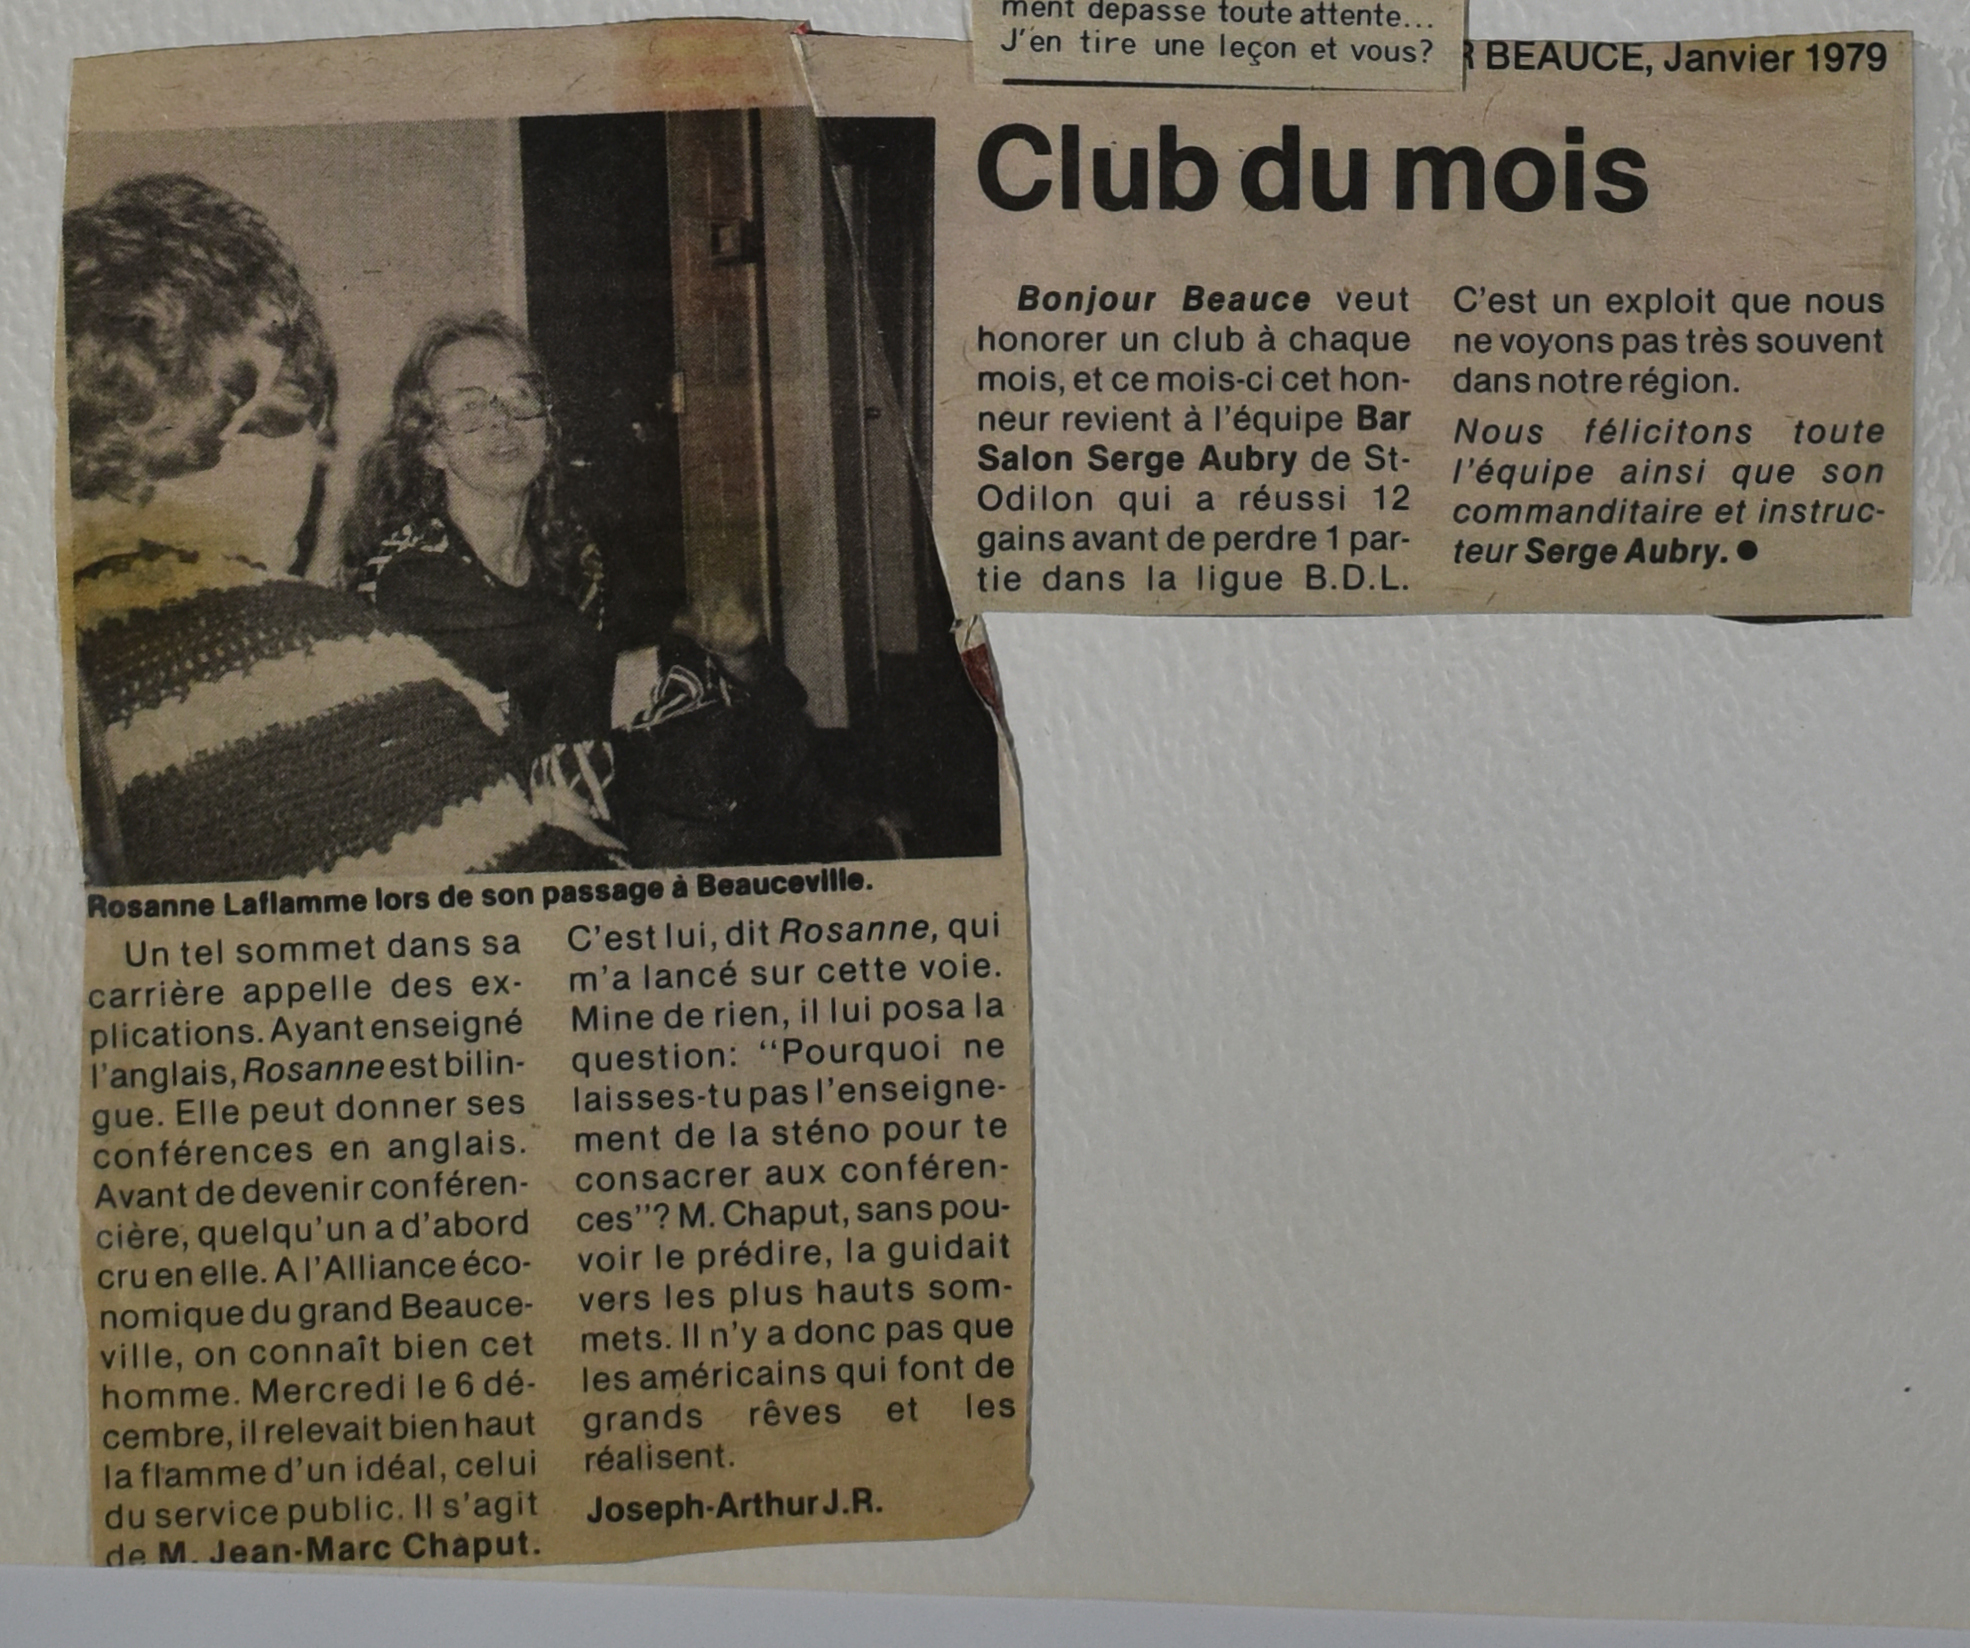 ment dépasse toute attente...
J'en tire une leçon et vous?
R BEAUCE, Janvier 1979
Club du mois
Bonjour Beauce veut
honorer un club à chaque
mois, et ce mois-ci cet hon-
neur revient à l'équipe Bar
Salon Serge Aubry de St-
Odilon qui a réussi 12
gains avant de perdre 1 par-
tie dans la ligue B.D.L.
C'est un exploit que nous
ne voyons pas très souvent
dans notre région.
Nous félicitons toute
l'équipe ainsi que son
commanditaire et instruc-
teur Serge Aubry. ●
Rosanne Laflamme lors de son passage à Beauceville.
Un tel sommet dans sa
carrière appelle des ex-
plications. Ayant enseigné
l'anglais, Rosanne est bilin-
gue. Elle peut donner ses
conférences en anglais.
Avant de devenir conféren-
cière, quelqu'un a d'abord
cru en elle. A l'Alliance éco-
nomique du grand Beauce-
ville, on connaît bien cet
homme. Mercredi le 6 dé-
cembre, il relevait bien haut
la flamme d'un idéal, celui
du service public. Il s'agit
de M. Jean-Marc Chaput.
C'est lui, dit Rosanne, qui
m'a lancé sur cette voie.
Mine de rien, il lui posa la
question: "Pourquoi ne
laisses-tu pas l'enseigne-
ment de la sténo pour te
consacrer aux conféren-
ces"? M. Chaput, sans pou-
voir le prédire, la guidait
vers les plus hauts som-
mets. Il n'y a donc pas que
les américains qui font de
grands rêves et les
réalisent.
Joseph-Arthur J.R.